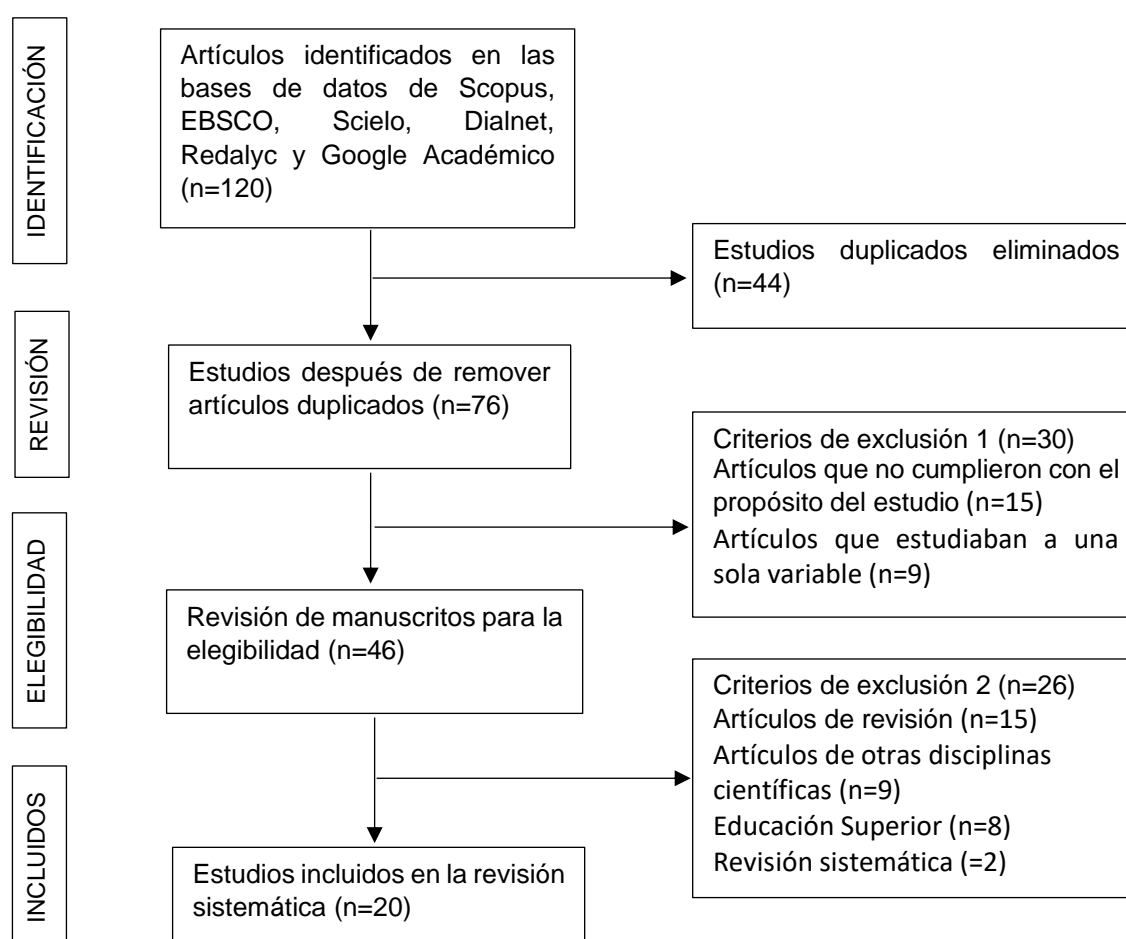 IDENTIFICACIÓN
Artículos identificados en las
bases de datos de Scopus,
EBSCO, Scielo, Dialnet,
Redalyc y Google Académico
(n=120)
Estudios duplicados eliminados
(n=44)
REVISIÓN
Estudios después de remover
artículos duplicados (n=76)
Criterios de exclusión 1 (n=30)
Artículos que no cumplieron con el
propósito del estudio (n=15)
Artículos que estudiaban a una
sola variable (n=9)
ELEGIBILIDAD
Revisión de manuscritos para la
elegibilidad (n=46)
Criterios de exclusión 2 (n=26)
Artículos de revisión (n=15)
Artículos de otras disciplinas
científicas (n=9)
Educación Superior (n=8)
Revisión sistemática (=2)
INCLUIDOS
Estudios incluidos en la revisión
sistemática (n=20)